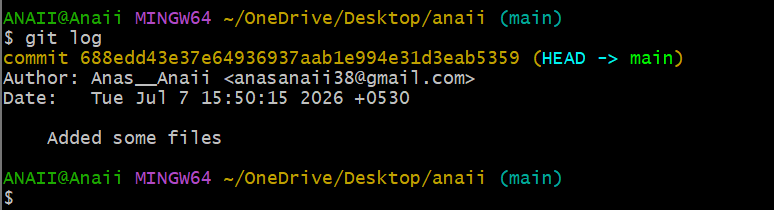 ANAII@Anaii MINGW64 ~/OneDrive/Desktop/anaii (main)
$ git log
commit 688edd43e37e64936937aab1e994e31d3eab5359 (HEAD -> main)
Author: Anas__Anaii <anasanaii38@gmail.com>
Date:   Tue Jul 7 15:50:15 2026 +0530

    Added some files

ANAII@Anaii MINGW64 ~/OneDrive/Desktop/anaii (main)
$